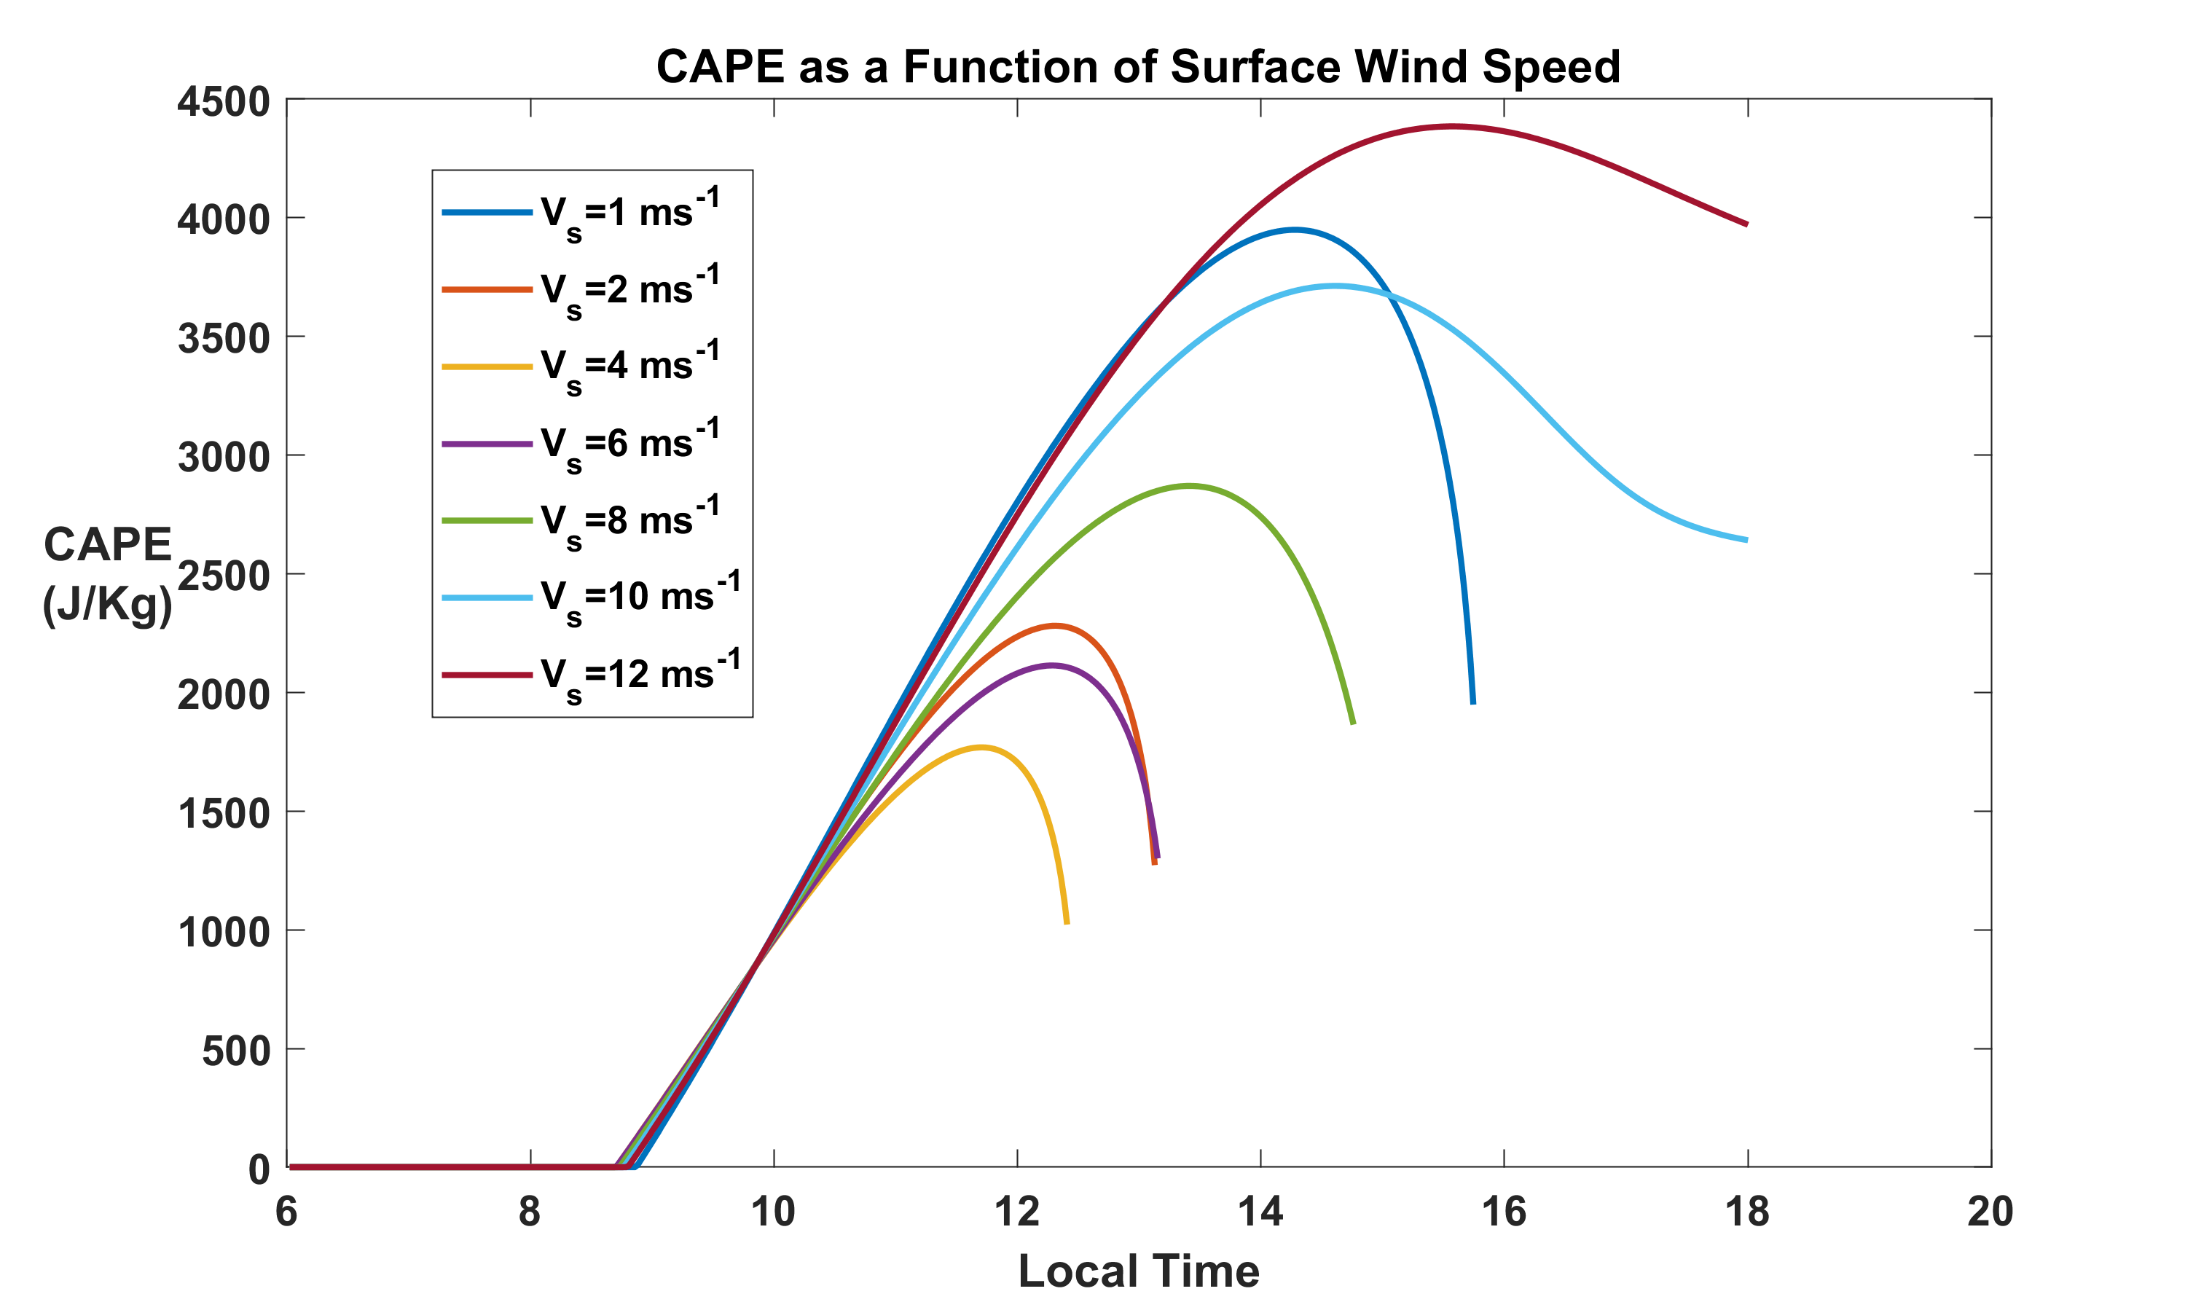 CAPE as a Function of Surface Wind Speed
4500
4000
3500
3000
2500
2000
1500
1000
500
0
CAPE
(J/Kg)
V_s=1 ms^-1
V_s=2 ms^-1
V_s=4 ms^-1
V_s=6 ms^-1
V_s=8 ms^-1
V_s=10 ms^-1
V_s=12 ms^-1
6 8 10 12 14 16 18 20
Local Time